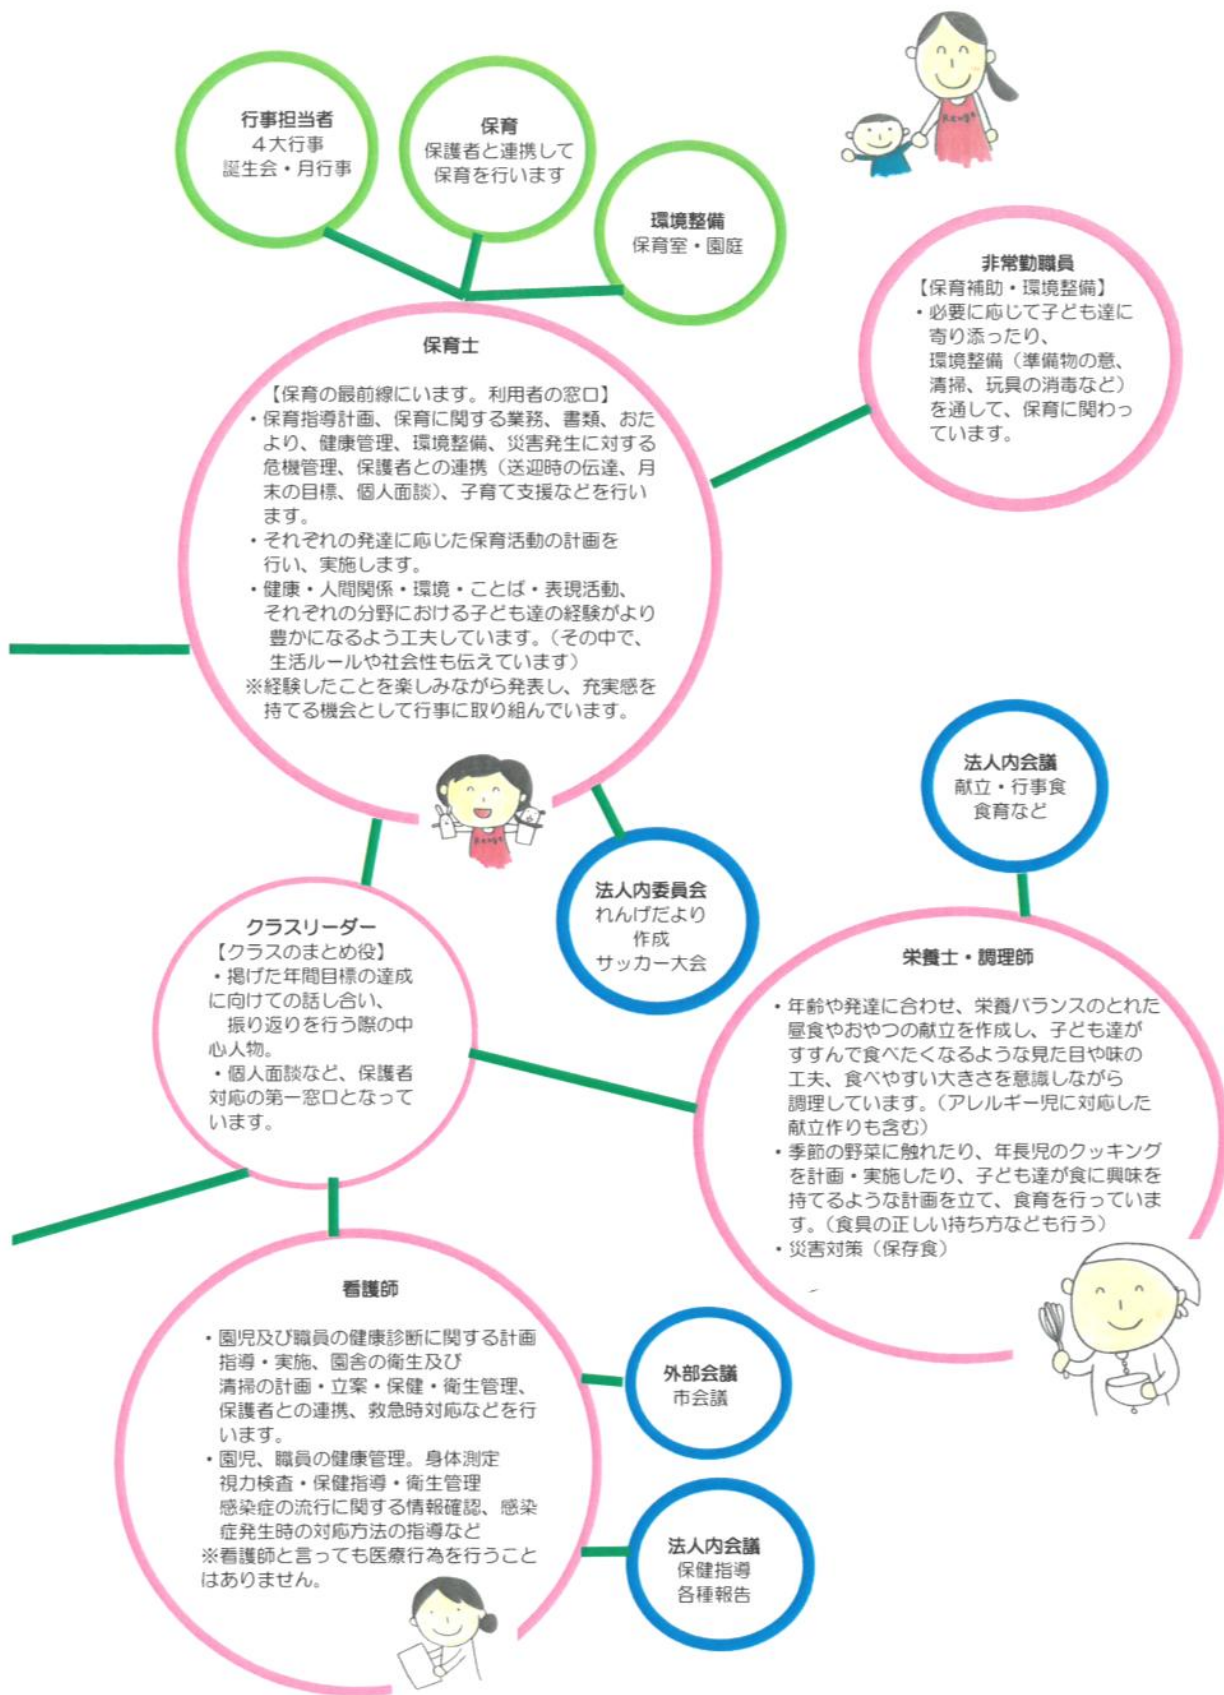 行事担当者
4大行事
誕生会・月行事
保育
保護者と連携して
保育を行います
環境整備
保育室・園庭
非常勤職員
【保育補助・環境整備】
・必要に応じて子ども達に
寄り添ったり、
環境整備（準備物の意、
清掃、玩具の消毒など）
を通して、保育に関わっ
ています。
保育士
【保育の最前線にいます。利用者の窓口】
・保育指導計画、保育に関する業務、書類、おた
より、健康管理、環境整備、災害発生に対する
危機管理、保護者との連携（送迎時の伝達、月
末の目標、個人面談）、子育て支援などを行い
ます。
・それぞれの発達に応じた保育活動の計画を
行い、実施します。
・健康・人間関係・環境・ことば・表現活動、
それぞれの分野における子ども達の経験がより
豊かになるよう工夫しています。（その中で、
生活ルールや社会性も伝えています）
※経験したことを楽しみながら発表し、充実感を
持てる機会として行事に取り組んでいます。
法人内会議
献立・行事食
食育など
法人内委員会
れんげだより
作成
サッカー大会
クラスリーダー
【クラスのまとめ役】
・掲げた年間目標の達成
に向けての話し合い、
振り返りを行う際の中
心人物。
・個人面談など、保護者
対応の第一窓口となって
います。
栄養士・調理師
・年齢や発達に合わせ、栄養バランスのとれた
昼食やおやつの献立を作成し、子ども達が
すすんで食べたくなるような見た目や味の
工夫、食べやすい大きさを意識しながら
調理しています。（アレルギー児に対応した
献立作りも含む）
・季節の野菜に触れたり、年長児のクッキング
を計画・実施したり、子ども達が食に興味を
持てるような計画を立て、食育を行っていま
す。（食具の正しい持ち方なども行う）
・災害対策（保存食）
看護師
・園児及び職員の健康診断に関する計画
指導・実施、園舎の衛生及び
清掃の計画・立案・保健・衛生管理、
保護者との連携、救急時対応などを行
います。
・園児、職員の健康管理。身体測定
視力検査・保健指導・衛生管理
感染症の流行に関する情報確認、感染
症発生時の対応方法の指導など
※看護師と言っても医療行為を行うこと
はありません。
外部会議
市会議
法人内会議
保健指導
各種報告